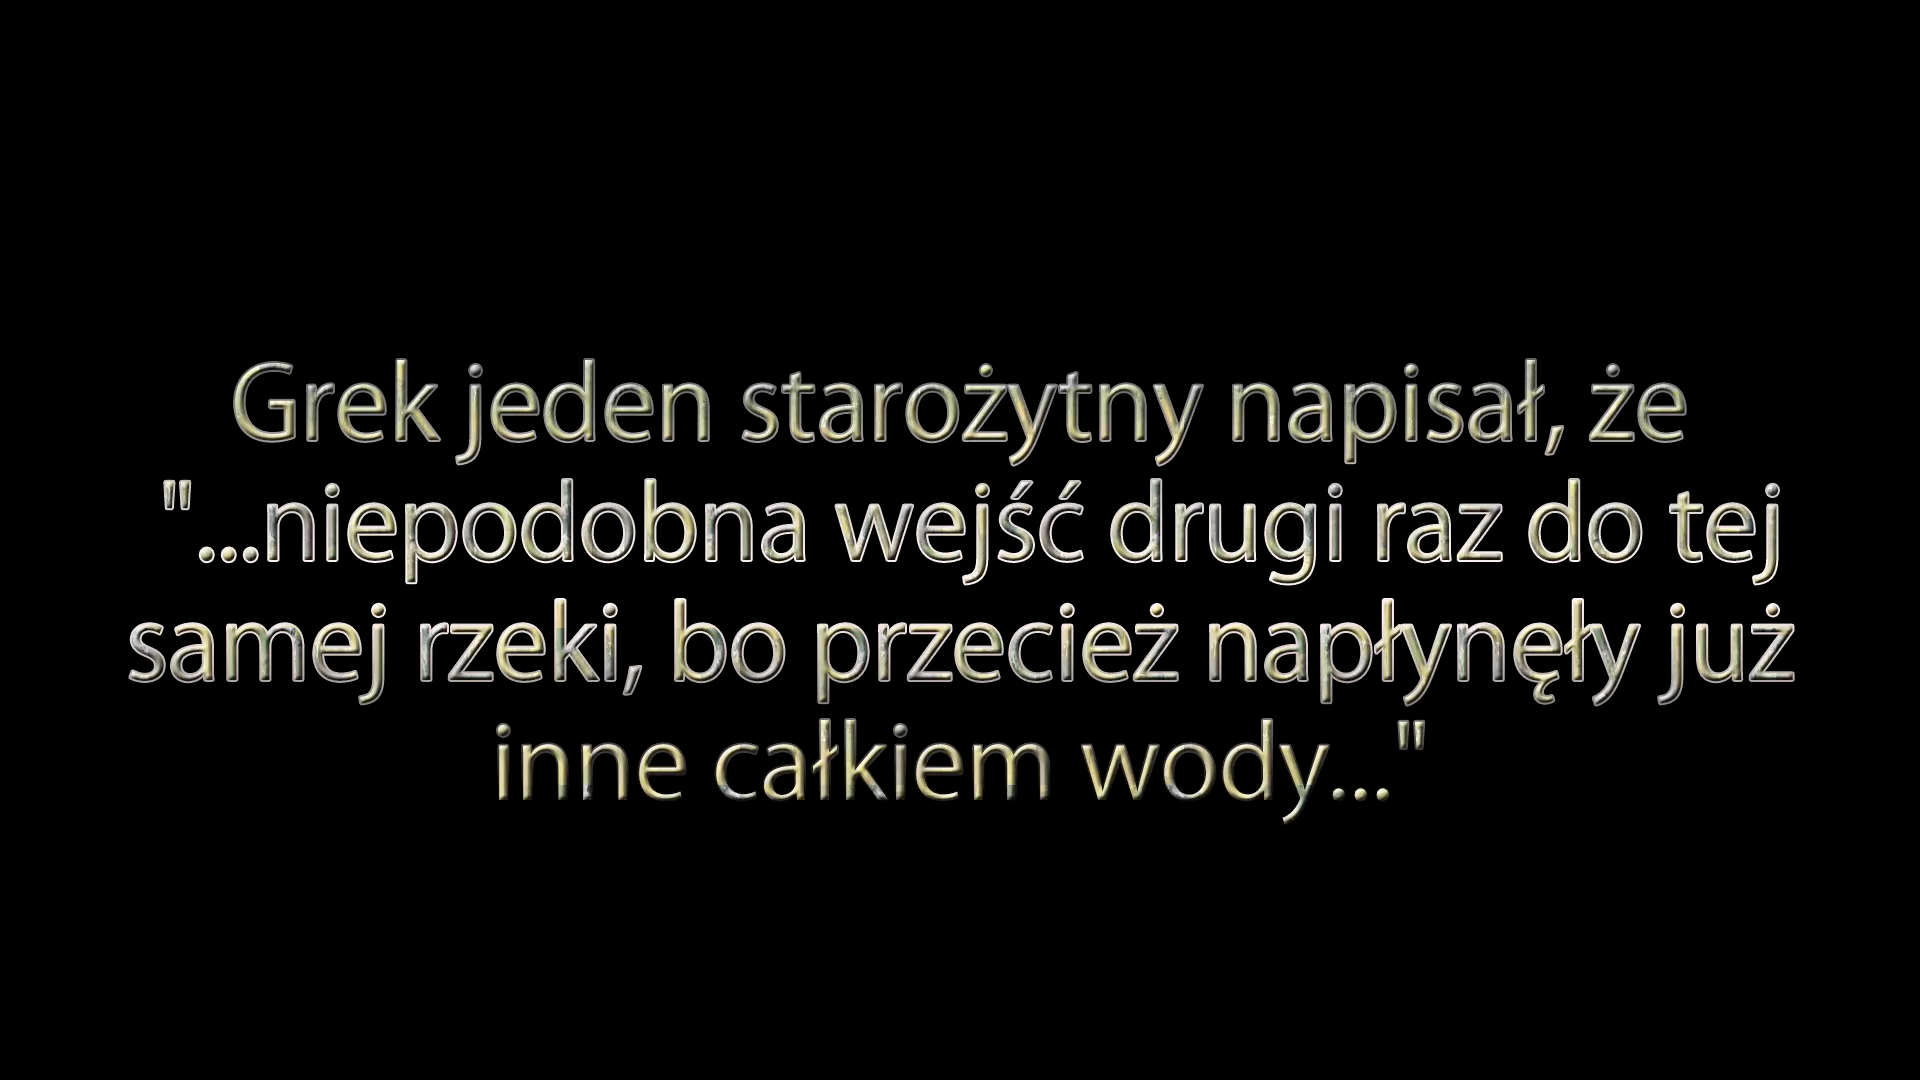 Grek jeden starożytny napisał, że
"...niepodobna wejść drugi raz do tej
samej rzeki, bo przecież napłynęły już
inne całkiem wody..."